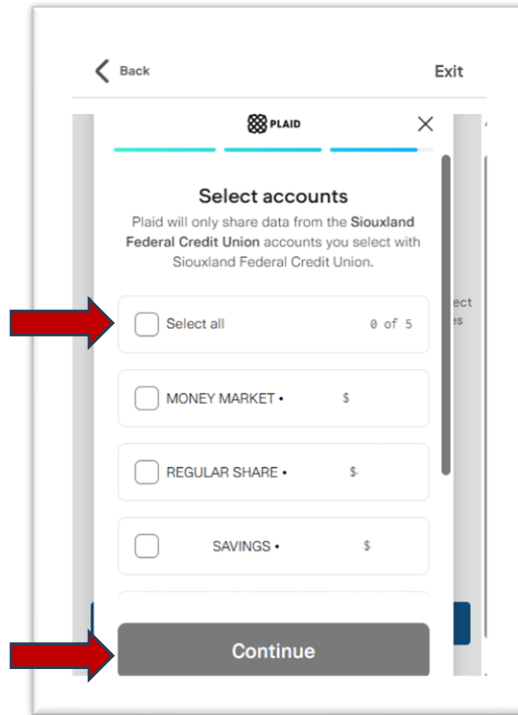 Back Exit
PLAID
Select accounts
Plaid will only share data from the Siouxland
Federal Credit Union accounts you select with
Siouxland Federal Credit Union.
Select all 0 of 5
MONEY MARKET • $
REGULAR SHARE • $
SAVINGS • $
Continue